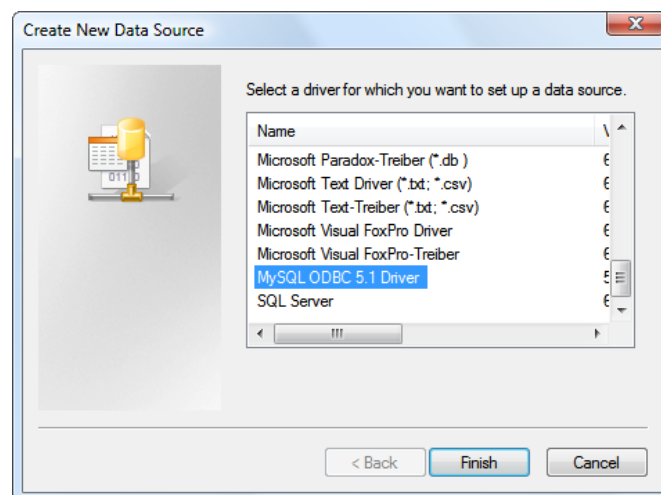 Create New Data Source
Select a driver for which you want to set up a data source.
Name
Microsoft Paradox-Treiber (*.db )
Microsoft Text Driver (*.txt; *.csv)
Microsoft Text-Treiber (*.txt; *.csv)
Microsoft Visual FoxPro Driver
Microsoft Visual FoxPro-Treiber
MySQL ODBC 5.1 Driver 5
SQL Server
< Back Finish Cancel